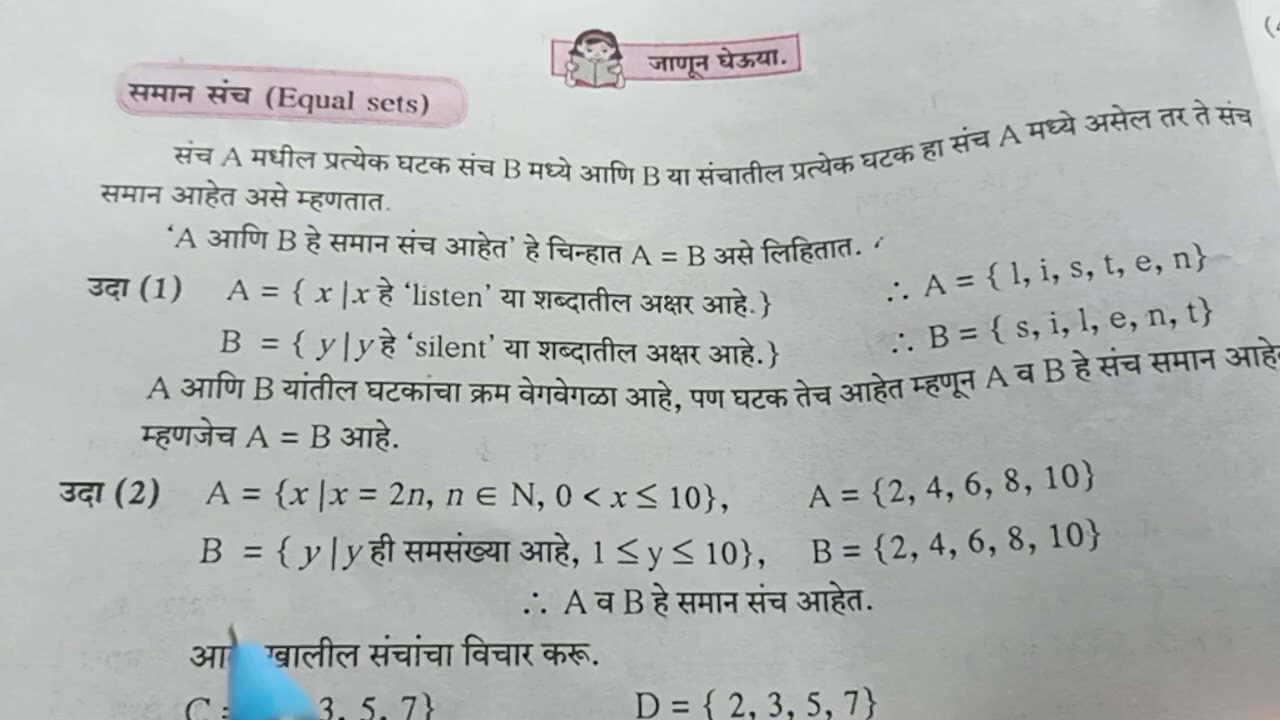 जाणून घेऊया.
समान संच (Equal sets)
संच A मधील प्रत्येक घटक संच B मध्ये आणि B या संचातील प्रत्येक घटक हा संच A मध्ये असेल तर ते संच
समान आहेत असे म्हणतात.
‘A आणि B हे समान संच आहेत’ हे चिन्हात A = B असे लिहितात.
उदा (1) A = { x | x हे ‘listen’ या शब्दातील अक्षर आहे.} ∴ A = { l, i, s, t, e, n}
B = { y | y हे ‘silent’ या शब्दातील अक्षर आहे.} ∴ B = { s, i, l, e, n, t}
A आणि B यांतील घटकांचा क्रम वेगवेगळा आहे, पण घटक तेच आहेत म्हणून A व B हे संच समान
म्हणजेच A = B आहे.
उदा (2) A = {x | x = 2n, n ∈ N, 0 < x ≤ 10}, A = {2, 4, 6, 8, 10}
B = { y | y ही समसंख्या आहे, 1 ≤ y ≤ 10}, B = {2, 4, 6, 8, 10}
∴ A व B हे समान संच आहेत.
संचांचा विचार करू.
C 3, 5, 7} D = { 2, 3, 5, 7}